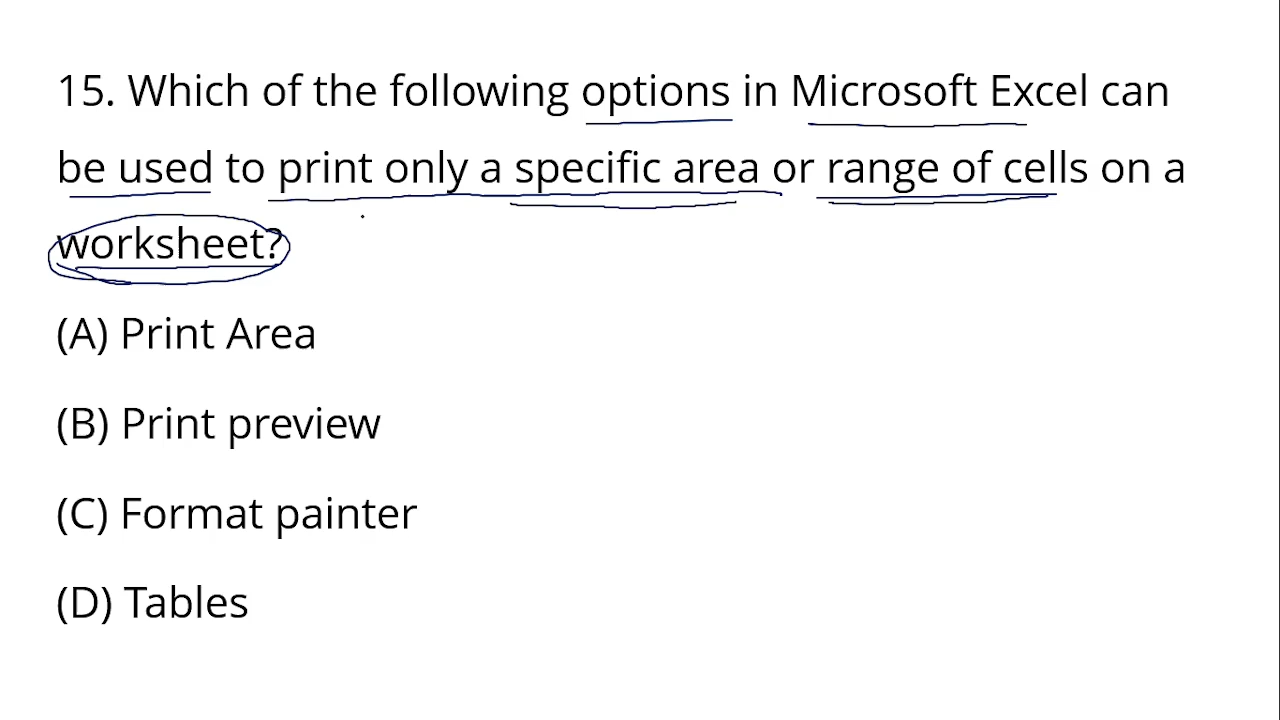 15. Which of the following options in Microsoft Excel can
be used to print only a specific area or range of cells on a
worksheet?
(A) Print Area
(B) Print preview
(C) Format painter
(D) Tables